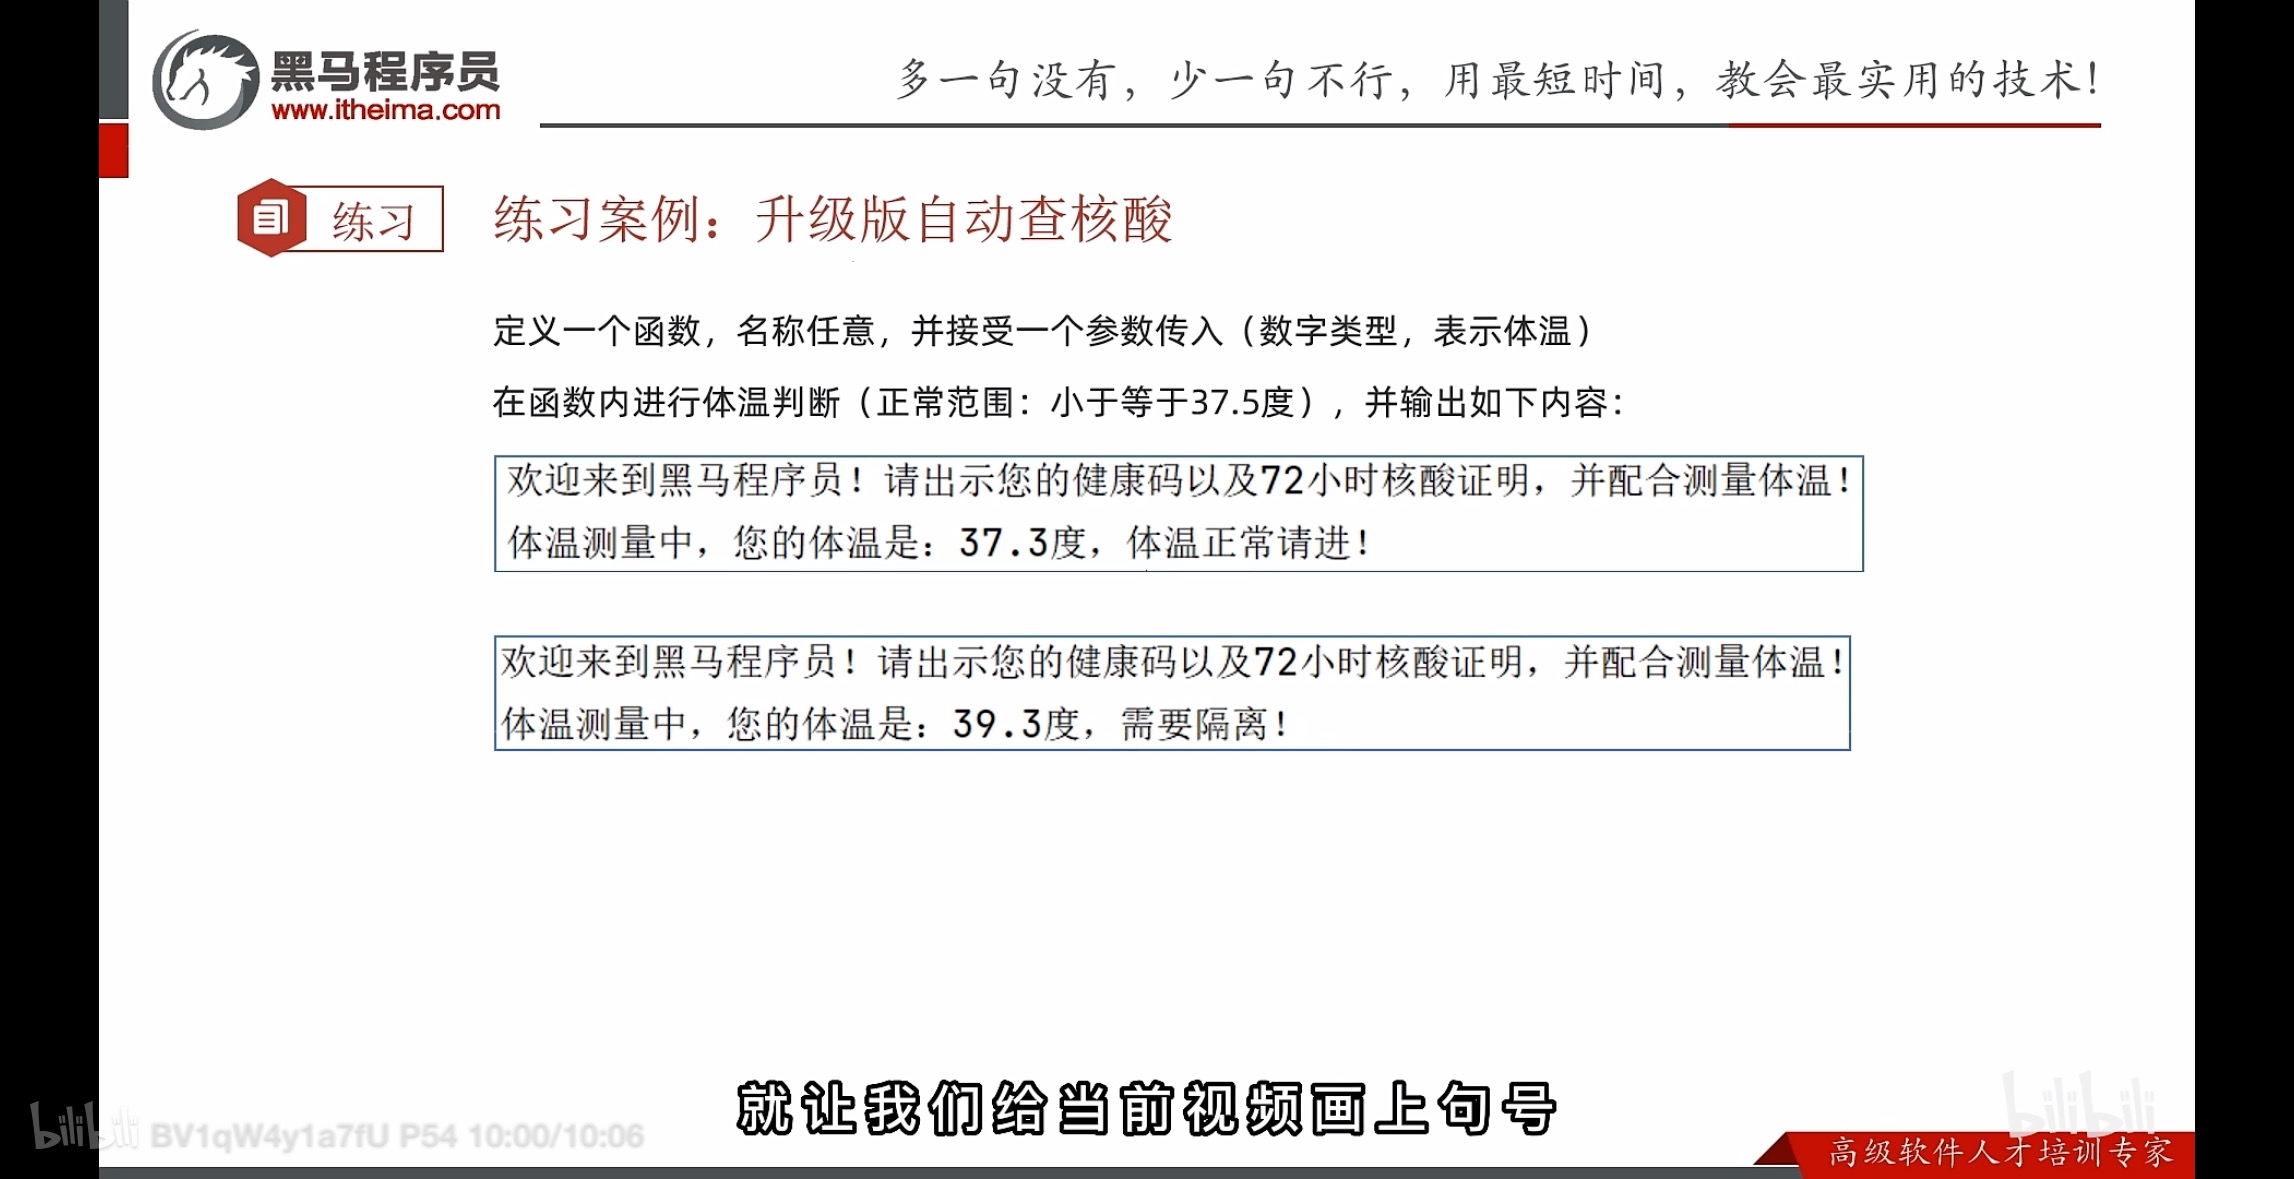 黑马程序员
www.itheima.com
多一句没有，少一句不行，用最短时间，教会最实用的技术！
练习
练习案例：升级版自动查核酸
定义一个函数，名称任意，并接受一个参数传入（数字类型，表示体温）
在函数内进行体温判断（正常范围：小于等于37.5度），并输出如下内容：
欢迎来到黑马程序员！请出示您的健康码以及72小时核酸证明，并配合测量体温！
体温测量中，您的体温是：37.3度，体温正常请进！
欢迎来到黑马程序员！请出示您的健康码以及72小时核酸证明，并配合测量体温！
体温测量中，您的体温是：39.3度，需要隔离！
就让我们给当前视频画上句号
bilibili BV1qW4y1a7fU P54 10:00/10:06
bilibili
高级软件人才培训专家